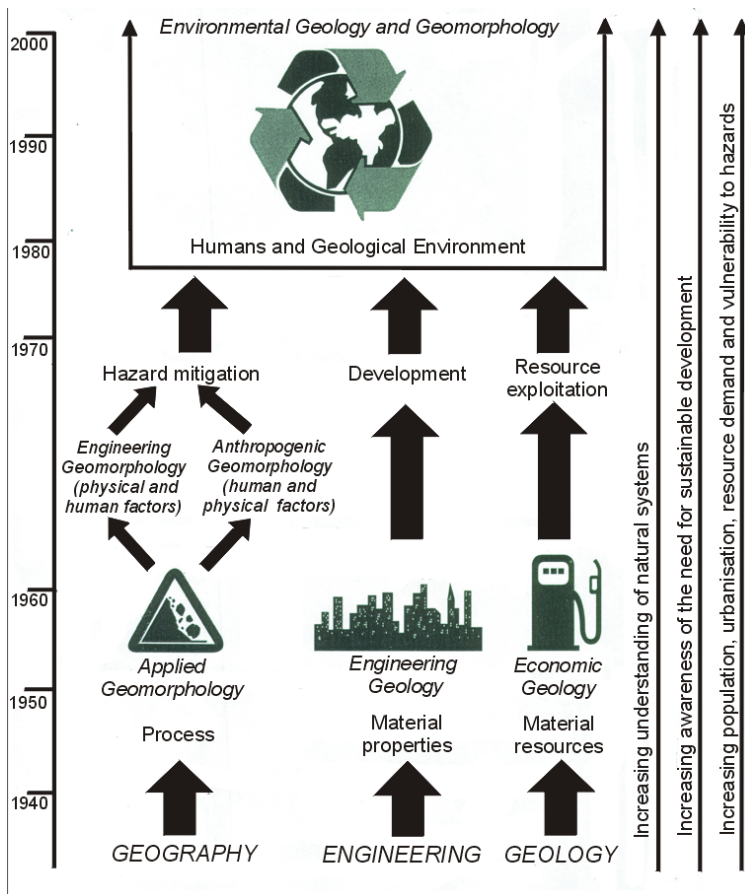 Environmental Geology and Geomorphology
2000
1990
1980
1970
1960
1950
1940
Humans and Geological Environment
Hazard mitigation
Development
Resource
exploitation
Engineering
Geomorphology
(physical and
human factors)
Anthropogenic
Geomorphology
(human and
physical factors)
Applied
Geomorphology
Engineering
Geology
Economic
Geology
Process
Material
properties
Material
resources
GEOGRAPHY
ENGINEERING
GEOLOGY
Increasing understanding of natural systems
Increasing awareness of the need for sustainable development
Increasing population, urbanisation, resource demand and vulnerability to hazards